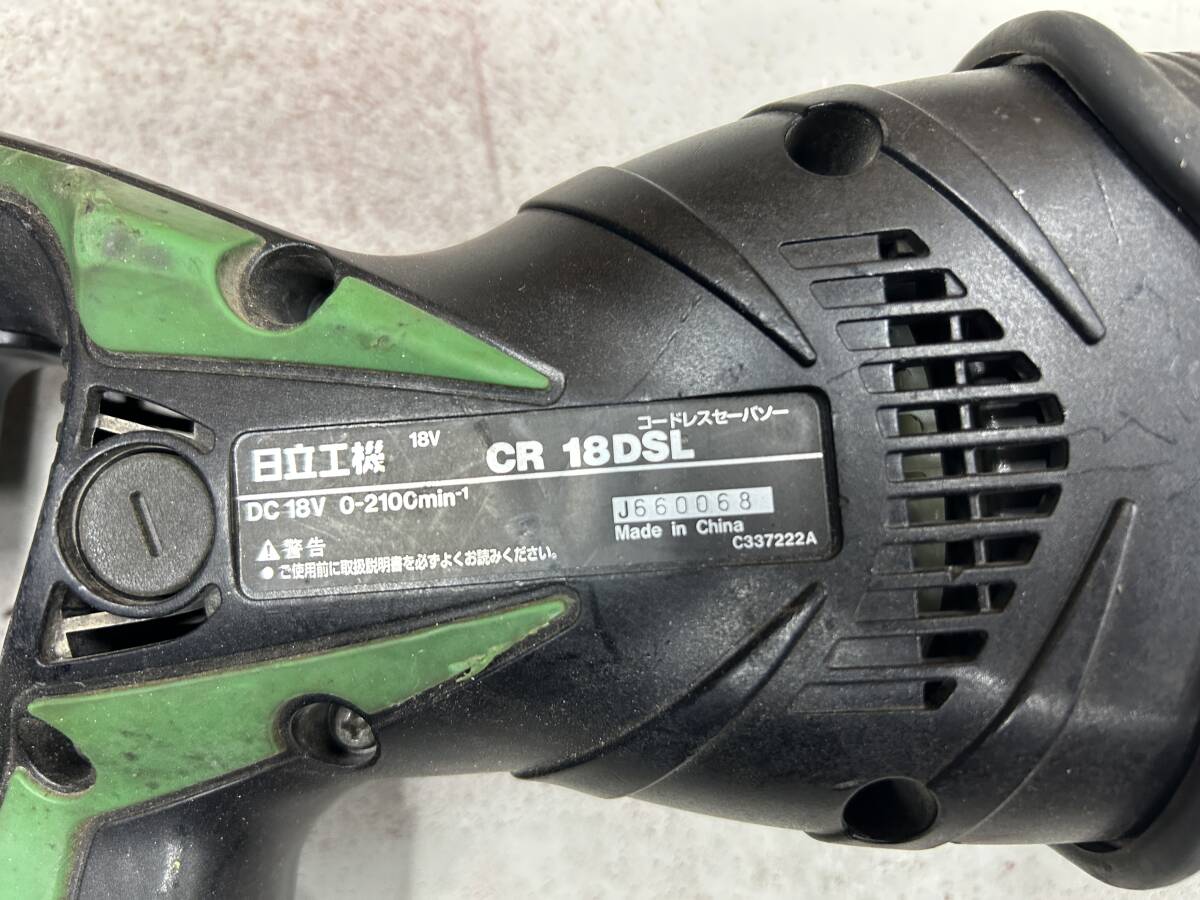 コードレスセーバソー
日立工機 18V CR 18DSL
DC 18V 0-2100min-1
J660068
Made in China
C337222A
⚠警告
● ご使用前に取扱説明書を必ずよくお読みください。